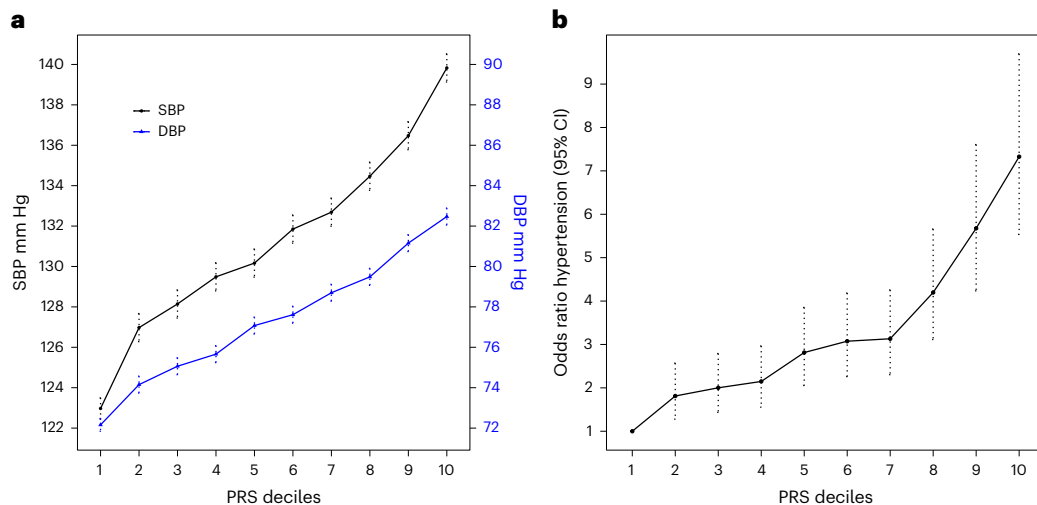 a
140
138
136
134
132
130
128
126
124
122
SBP mm Hg
SBP
DBP
90
88
86
84
82
80
78
76
74
72
DBP mm Hg
1 2 3 4 5 6 7 8 9 10
PRS deciles
b
9
8
7
6
5
4
3
2
1
Odds ratio hypertension (95% CI)
1 2 3 4 5 6 7 8 9 10
PRS deciles